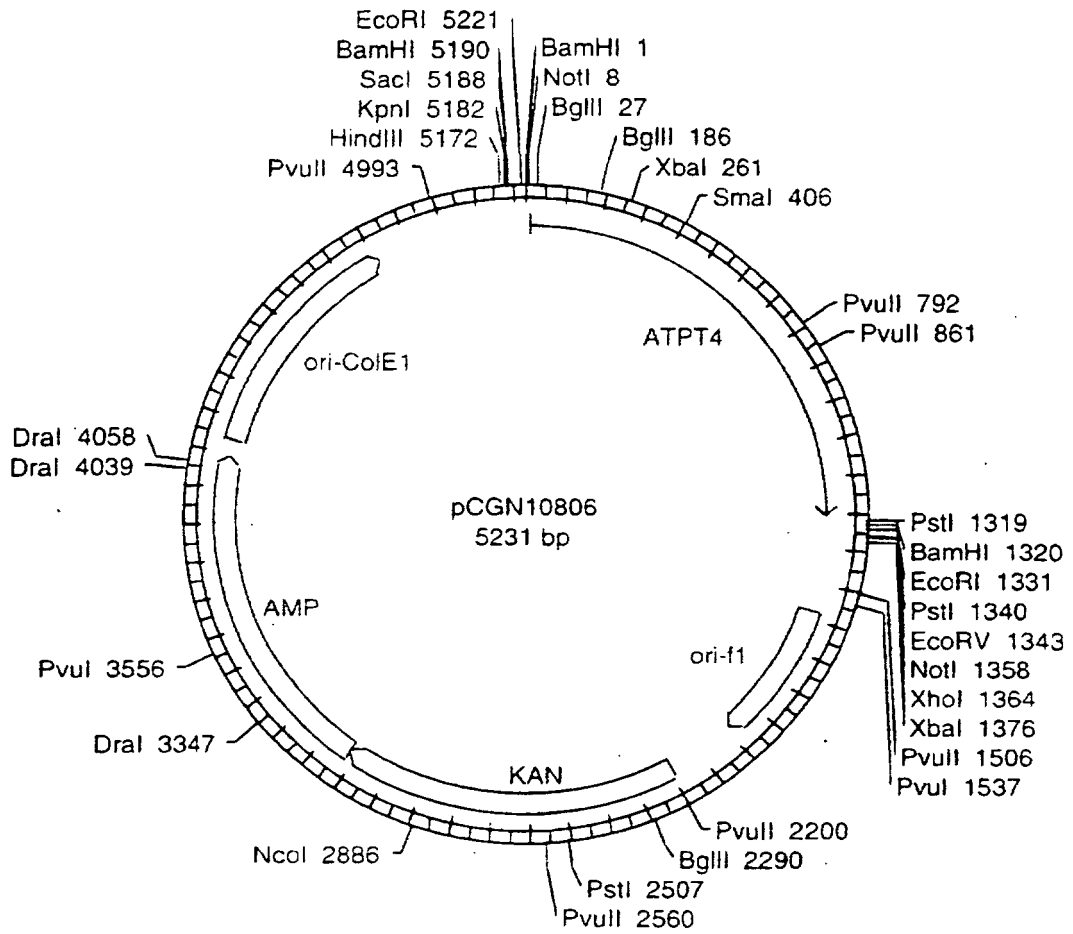 EcoRI 5221
BamHI 5190
SacI 5188
KpnI 5182
HindIII 5172
PvuII 4993
BamHI 1
NotI 8
BglII 27
BglII 186
XbaI 261
SmaI 406
PvuII 792
PvuII 861
ATPT4
ori-ColE1
DraI 4058
DraI 4039
pCGN10806
5231 bp
PstI 1319
BamHI 1320
EcoRI 1331
PstI 1340
EcoRV 1343
NotI 1358
XhoI 1364
XbaI 1376
PvuII 1506
PvuI 1537
AMP
ori-f1
PvuI 3556
DraI 3347
KAN
NcoI 2886
PvuII 2200
BglII 2290
PstI 2507
PvuII 2560